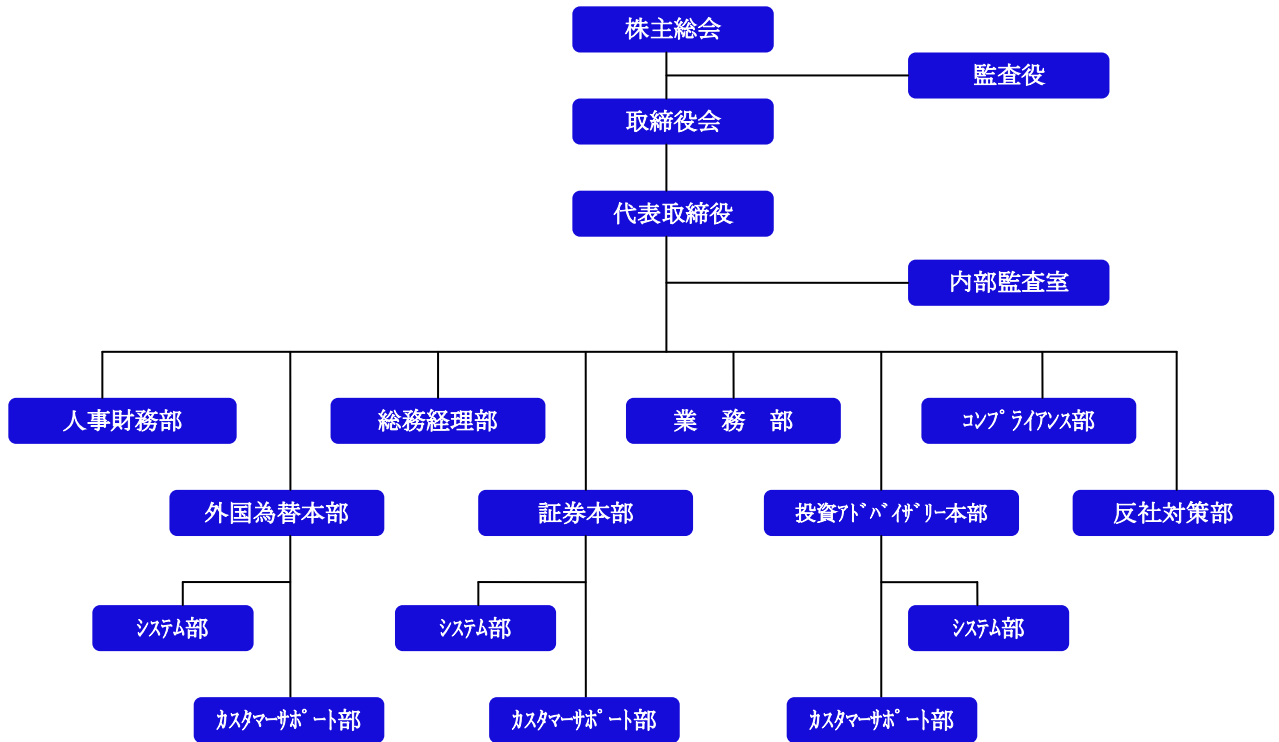 株主総会
監査役
取締役会
代表取締役
内部監査室
人事財務部
総務経理部
業　務　部
ｺﾝﾌﾟﾗｲｱﾝｽ部
外国為替本部
証券本部
投資ｱﾄﾞﾊﾞｲｻﾞﾘｰ本部
反社対策部
ｼｽﾃﾑ部
ｼｽﾃﾑ部
ｼｽﾃﾑ部
ｶｽﾀﾏｰｻﾎﾟｰﾄ部
ｶｽﾀﾏｰｻﾎﾟｰﾄ部
ｶｽﾀﾏｰｻﾎﾟｰﾄ部